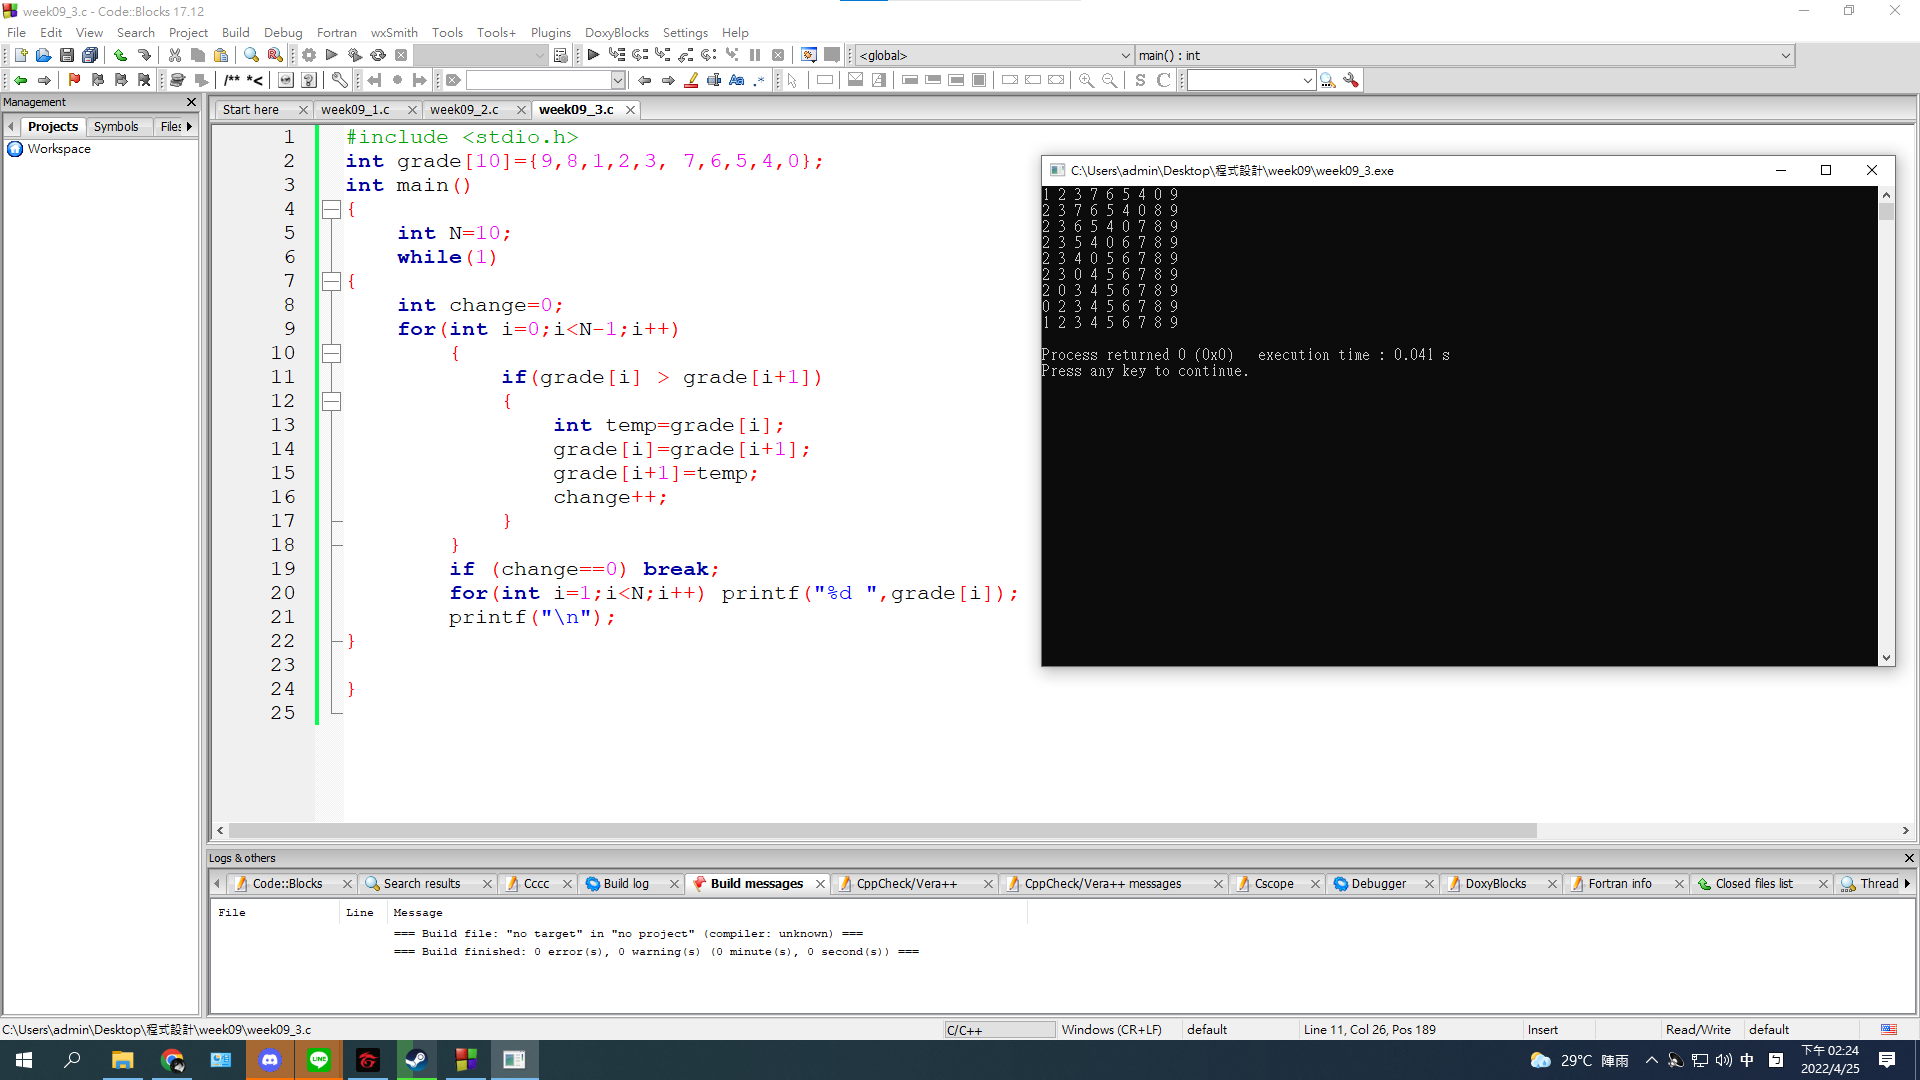 week09_3.c - Code::Blocks 17.12
File Edit View Search Project Build Debug Fortran wxSmith Tools Tools+ Plugins DoxyBlocks Settings Help
<global> main() : int
/** *<
Management
Projects Symbols Files
Workspace
Start here week09_1.c week09_2.c week09_3.c
1 #include <stdio.h>
2 int grade[10]={9,8,1,2,3, 7,6,5,4,0};
3 int main()
4 {
5 int N=10;
6 while(1)
7 {
8 int change=0;
9 for(int i=0;i<N-1;i++)
10 {
11 if(grade[i] > grade[i+1])
12 {
13 int temp=grade[i];
14 grade[i]=grade[i+1];
15 grade[i+1]=temp;
16 change++;
17 }
18 }
19 if (change==0) break;
20 for(int i=1;i<N;i++) printf("%d ",grade[i]);
21 printf("\n");
22 }
23
24 }
25
C:\Users\admin\Desktop\程式設計\week09\week09_3.exe
1 2 3 7 6 5 4 0 9
2 3 7 6 5 4 0 8 9
2 3 6 5 4 0 7 8 9
2 3 5 4 0 6 7 8 9
2 3 4 0 5 6 7 8 9
2 3 0 4 5 6 7 8 9
2 0 3 4 5 6 7 8 9
0 2 3 4 5 6 7 8 9
1 2 3 4 5 6 7 8 9
Process returned 0 (0x0) execution time : 0.041 s
Press any key to continue.
Logs & others
Code::Blocks Search results Cccc Build log Build messages CppCheck/Vera++ CppCheck/Vera++ messages Cscope Debugger DoxyBlocks Fortran info Closed files list Thread
File Line Message
=== Build file: "no target" in "no project" (compiler: unknown) ===
=== Build finished: 0 error(s), 0 warning(s) (0 minute(s), 0 second(s)) ===
C:\Users\admin\Desktop\程式設計\week09\week09_3.c C/C++ Windows (CR+LF) default Line 11, Col 26, Pos 189 Insert Read/Write default
LINE 29°C 陣雨 中 下午 02:24
2022/4/25